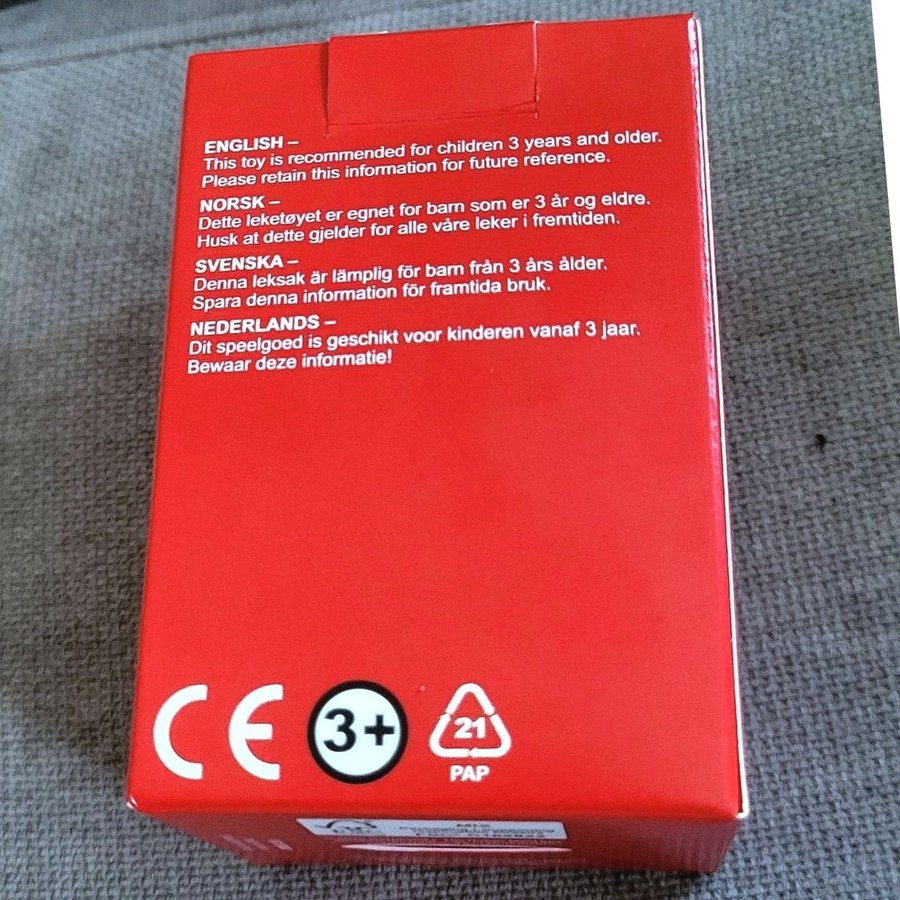 ENGLISH –
This toy is recommended for children 3 years and older.
Please retain this information for future reference.
NORSK –
Dette leketøyet er egnet for barn som er 3 år og eldre.
Husk at dette gjelder for alle våre leker i fremtiden.
SVENSKA –
Denna leksak är lämplig för barn från 3 års ålder.
Spara denna information för framtida bruk.
NEDERLANDS –
Dit speelgoed is geschikt voor kinderen vanaf 3 jaar.
Bewaar deze informatie!
CE 3+ 21
PAP